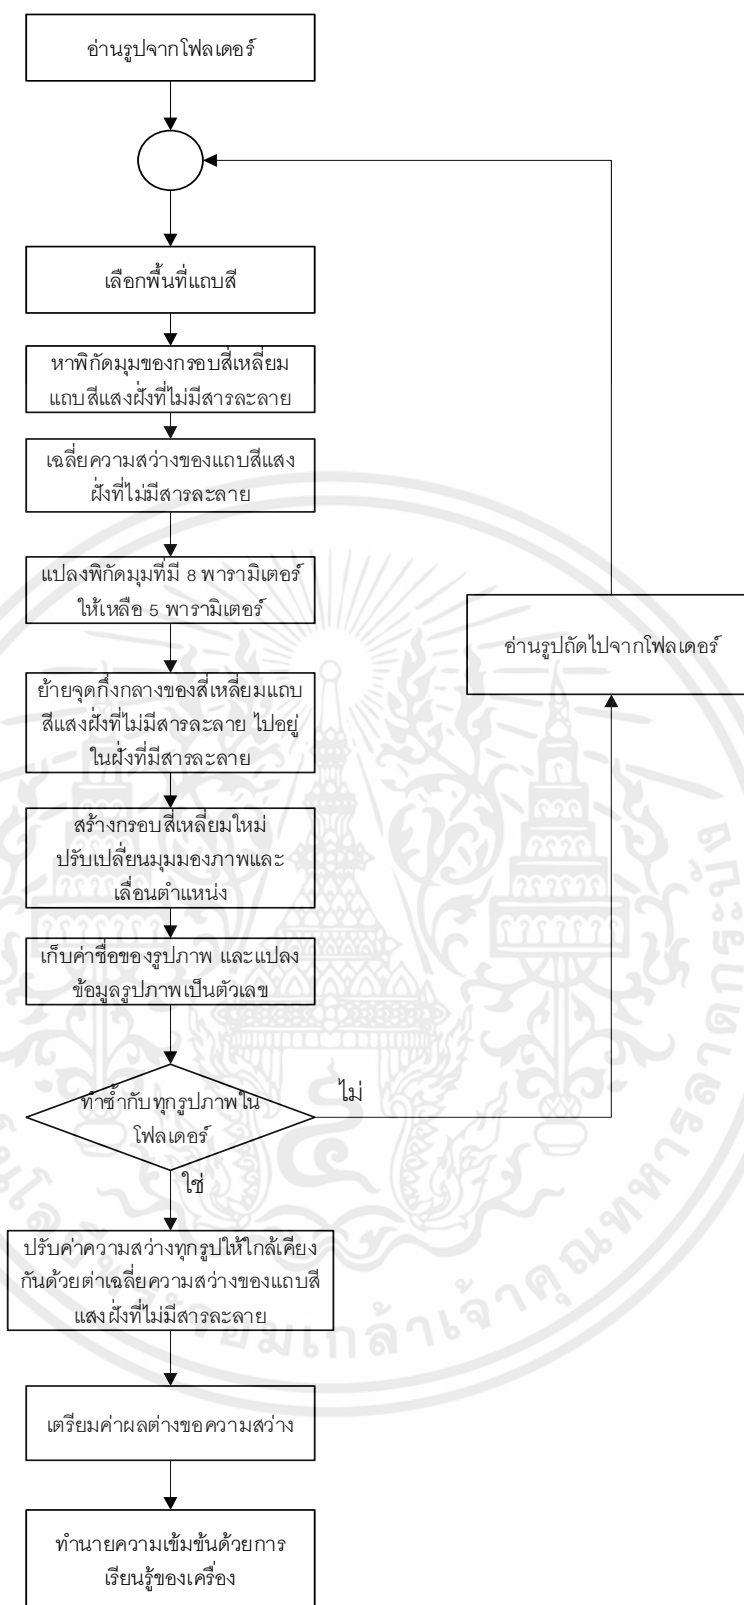 อ่านรูปจากโฟลเดอร์
เลือกพื้นที่แถบสี
หาพิกัดมุมของกรอบสี่เหลี่ยม
แถบสีแสงฝั่งที่ไม่มีสารละลาย
เฉลี่ยความสว่างของแถบสีแสง
ฝั่งที่ไม่มีสารละลาย
แปลงพิกัดมุมที่มี 8 พารามิเตอร์
ให้เหลือ 5 พารามิเตอร์
อ่านรูปถัดไปจากโฟลเดอร์
ย้ายจุดกึ่งกลางของสี่เหลี่ยมแถบ
สีแสงฝั่งที่ไม่มีสารละลาย ไปอยู่
ในฝั่งที่มีสารละลาย
สร้างกรอบสี่เหลี่ยมใหม่
ปรับเปลี่ยนมุมมองภาพและ
เลื่อนตำแหน่ง
เก็บค่าชื่อของรูปภาพ และแปลง
ข้อมูลรูปภาพเป็นตัวเลข
ทำซ้ำกับทุกรูปภาพใน
โฟลเดอร์
ไม่
ใช่
ปรับค่าความสว่างทุกรูปให้ใกล้เคียง
กันด้วยค่าเฉลี่ยความสว่างของแถบสี
แสงฝั่งที่ไม่มีสารละลาย
เตรียมค่าผลต่างขอความสว่าง
ทำนายความเข้มข้นด้วยการ
เรียนรู้ของเครื่อง